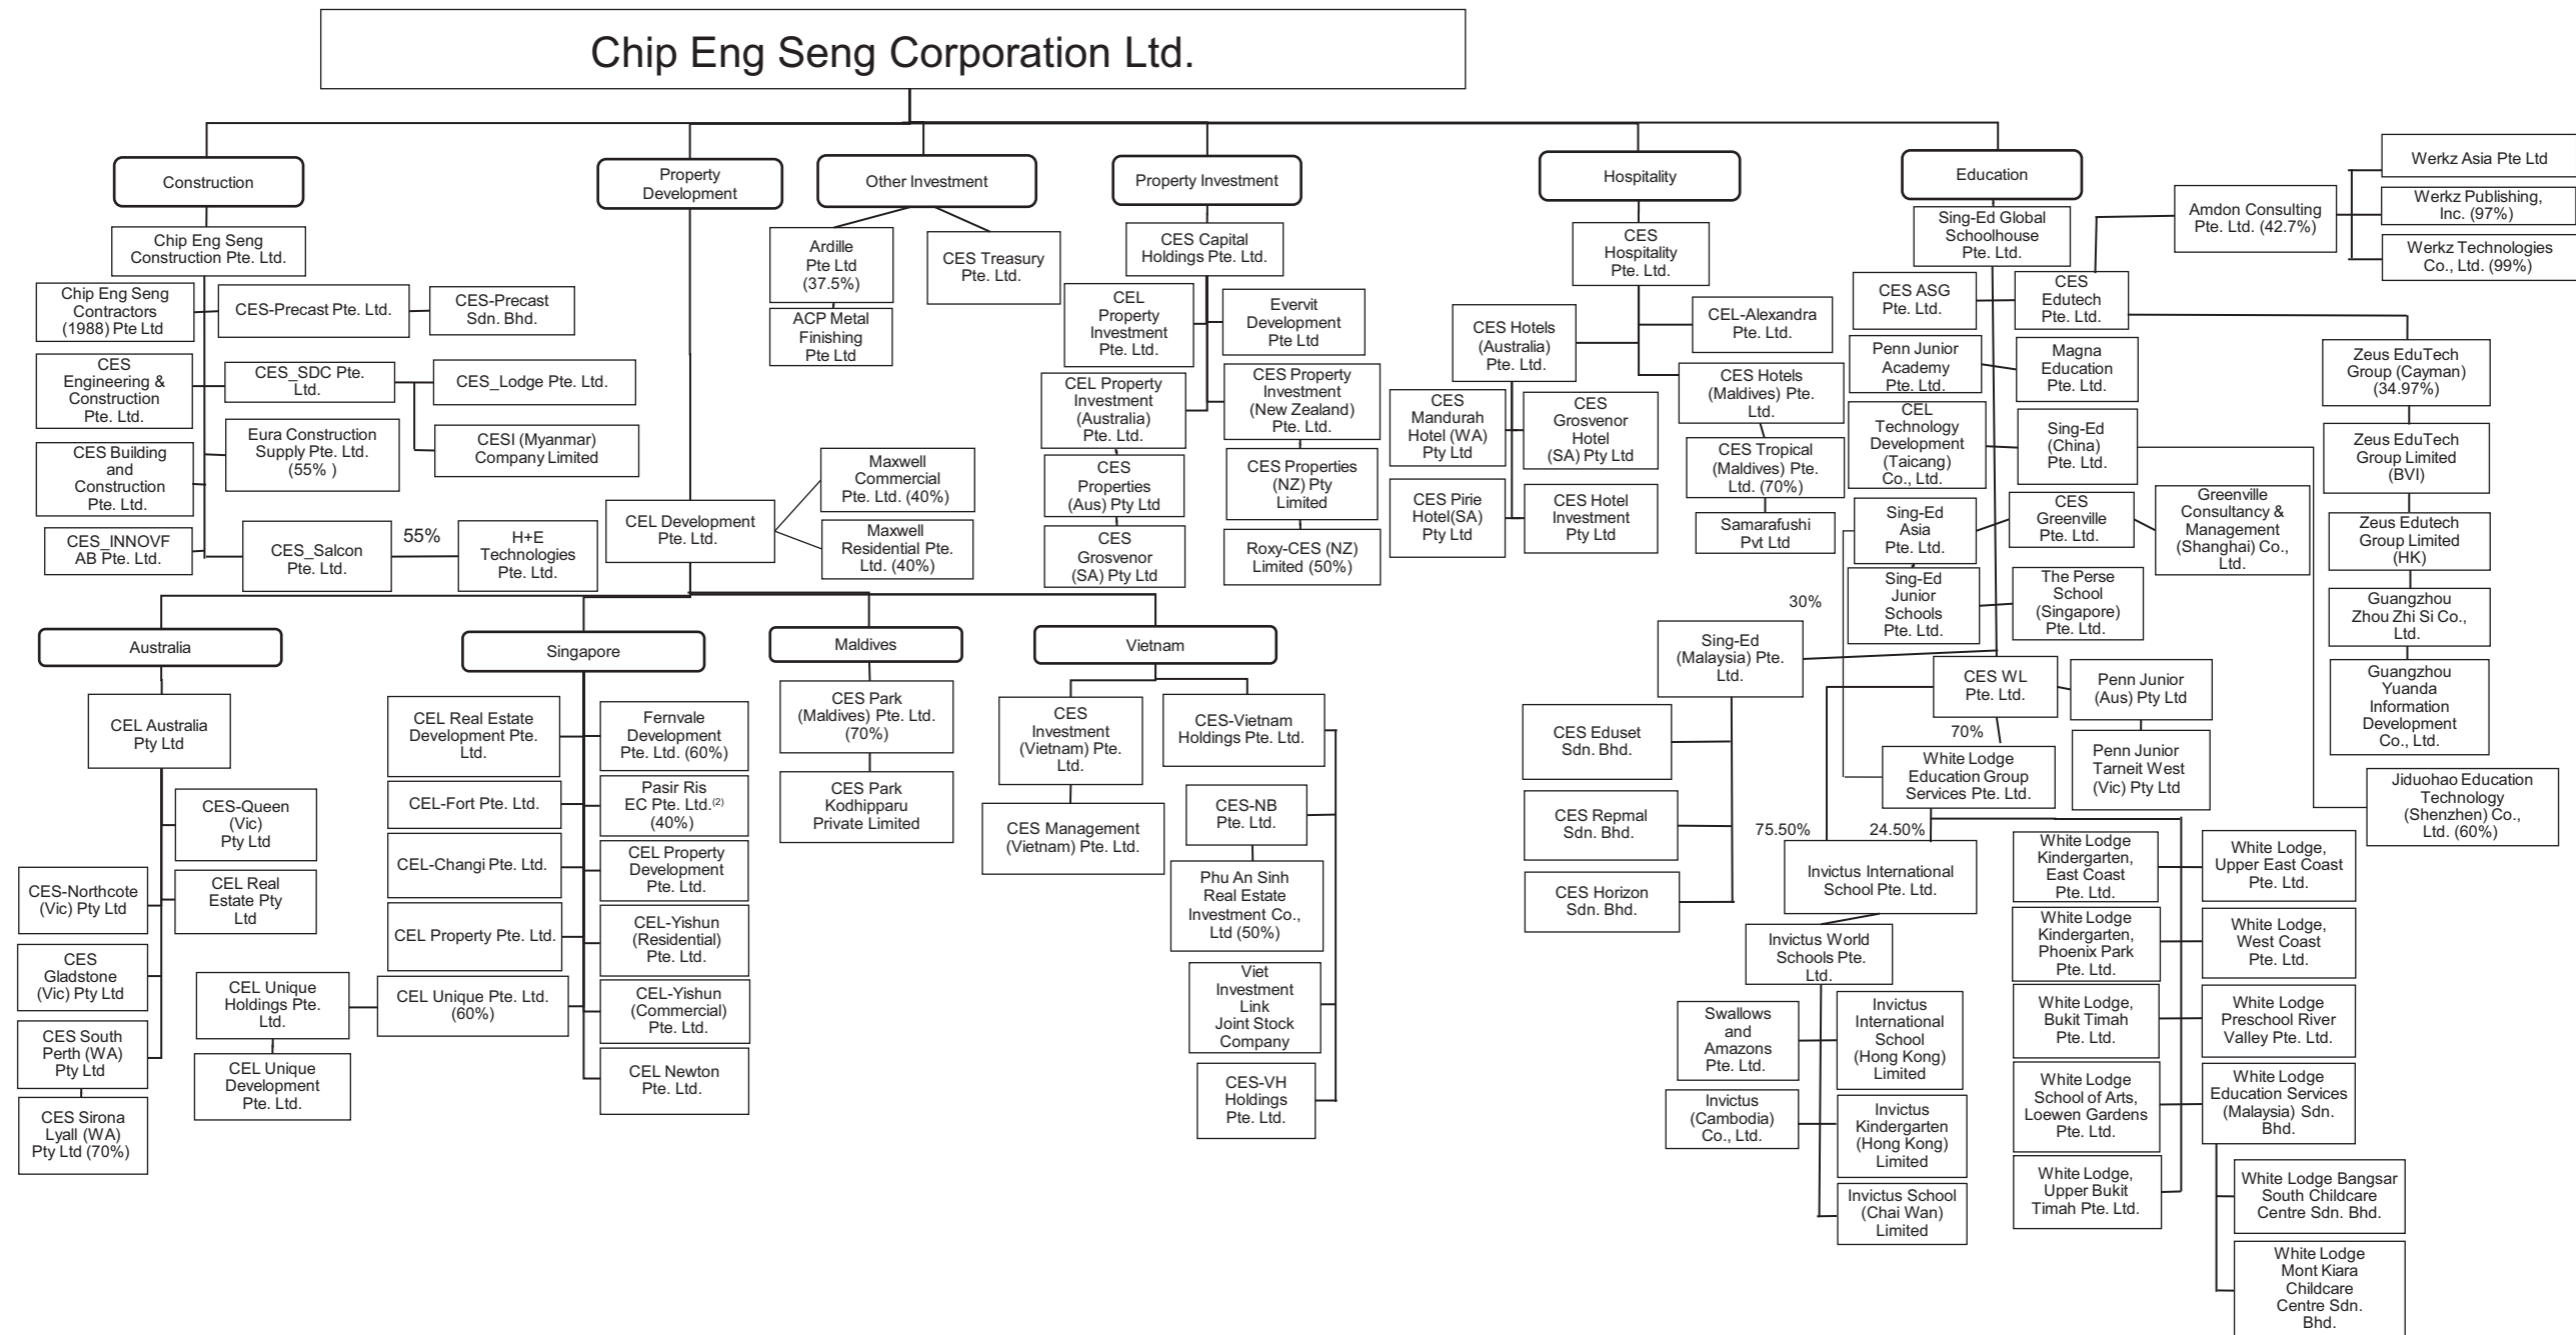 Chip Eng Seng Corporation Ltd.
Construction
Chip Eng Seng
Construction Pte. Ltd.
Chip Eng Seng
Contractors
(1988) Pte Ltd
CES-Precast Pte. Ltd.
CES-Precast
Sdn. Bhd.
CES
Engineering &
Construction
Pte. Ltd.
CES_SDC Pte.
Ltd.
CES_Lodge Pte. Ltd.
CES Building
and
Construction
Pte. Ltd.
Eura Construction
Supply Pte. Ltd.
(55% )
CESI (Myanmar)
Company Limited
CES_INNOVF
AB Pte. Ltd.
CES_Salcon
Pte. Ltd.
55%
H+E
Technologies
Pte. Ltd.
Property
Development
CEL Development
Pte. Ltd.
Maxwell
Commercial
Pte. Ltd. (40%)
Maxwell
Residential Pte.
Ltd. (40%)
Australia
CEL Australia
Pty Ltd
CES-Queen
(Vic)
Pty Ltd
CES-Northcote
(Vic) Pty Ltd
CEL Real
Estate Pty
Ltd
CES
Gladstone
(Vic) Pty Ltd
CES South
Perth (WA)
Pty Ltd
CES Sirona
Lyall (WA)
Pty Ltd (70%)
Singapore
CEL Real Estate
Development Pte.
Ltd.
Fernvale
Development
Pte. Ltd. (60%)
CEL-Fort Pte. Ltd.
Pasir Ris
EC Pte. Ltd.(2)
(40%)
CEL-Changi Pte. Ltd.
CEL Property
Development
Pte. Ltd.
CEL Property Pte. Ltd.
CEL-Yishun
(Residential)
Pte. Ltd.
CEL Unique
Holdings Pte.
Ltd.
CEL Unique Pte. Ltd.
(60%)
CEL-Yishun
(Commercial)
Pte. Ltd.
CEL Unique
Development
Pte. Ltd.
CEL Newton
Pte. Ltd.
Maldives
CES Park
(Maldives) Pte. Ltd.
(70%)
CES Park
Kodhipparu
Private Limited
Vietnam
CES
Investment
(Vietnam) Pte.
Ltd.
CES Management
(Vietnam) Pte. Ltd.
CES-Vietnam
Holdings Pte. Ltd.
CES-NB
Pte. Ltd.
Phu An Sinh
Real Estate
Investment Co.,
Ltd (50%)
Viet
Investment
Link
Joint Stock
Company
CES-VH
Holdings
Pte. Ltd.
Other Investment
Ardille
Pte Ltd
(37.5%)
ACP Metal
Finishing
Pte Ltd
CES Treasury
Pte. Ltd.
Property Investment
CES Capital
Holdings Pte. Ltd.
CEL
Property
Investment
Pte. Ltd.
Evervit
Development
Pte Ltd
CEL Property
Investment
(Australia)
Pte. Ltd.
CES Property
Investment
(New Zealand)
Pte. Ltd.
CES
Properties
(Aus) Pty Ltd
CES Properties
(NZ) Pty
Limited
CES
Grosvenor
(SA) Pty Ltd
Roxy-CES (NZ)
Limited (50%)
Hospitality
CES
Hospitality
Pte. Ltd.
CES Hotels
(Australia)
Pte. Ltd.
CEL-Alexandra
Pte. Ltd.
CES
Mandurah
Hotel (WA)
Pty Ltd
CES
Grosvenor
Hotel
(SA) Pty Ltd
CES Pirie
Hotel(SA)
Pty Ltd
CES Hotel
Investment
Pty Ltd
CES Hotels
(Maldives) Pte.
Ltd.
CES Tropical
(Maldives) Pte.
Ltd. (70%)
Samarafushi
Pvt Ltd
Education
Sing-Ed Global
Schoolhouse
Pte. Ltd.
CES ASG
Pte. Ltd.
CES
Edutech
Pte. Ltd.
Amdon Consulting
Pte. Ltd. (42.7%)
Werkz Asia Pte Ltd
Werkz Publishing,
Inc. (97%)
Werkz Technologies
Co., Ltd. (99%)
Penn Junior
Academy
Pte. Ltd.
Magna
Education
Pte. Ltd.
Zeus EduTech
Group (Cayman)
(34.97%)
Zeus EduTech
Group Limited
(BVI)
Zeus Edutech
Group Limited
(HK)
Guangzhou
Zhou Zhi Si Co.,
Ltd.
Guangzhou
Yuanda
Information
Development
Co., Ltd.
CEL
Technology
Development
(Taicang)
Co., Ltd.
Sing-Ed
(China)
Pte. Ltd.
Jiduohao Education
Technology
(Shenzhen) Co.,
Ltd. (60%)
Sing-Ed
Asia
Pte. Ltd.
CES
Greenville
Pte. Ltd.
Greenville
Consultancy &
Management
(Shanghai) Co.,
Ltd.
Sing-Ed
Junior
Schools
Pte. Ltd.
The Perse
School
(Singapore)
Pte. Ltd.
30%
Sing-Ed
(Malaysia) Pte.
Ltd.
CES Eduset
Sdn. Bhd.
CES Repmal
Sdn. Bhd.
CES Horizon
Sdn. Bhd.
CES WL
Pte. Ltd.
Penn Junior
(Aus) Pty Ltd
Penn Junior
Tarneit West
(Vic) Pty Ltd
70%
White Lodge
Education Group
Services Pte. Ltd.
75.50%
24.50%
Invictus International
School Pte. Ltd.
Invictus World
Schools Pte.
Ltd.
Swallows
and
Amazons
Pte. Ltd.
Invictus
International
School
(Hong Kong)
Limited
Invictus
(Cambodia)
Co., Ltd.
Invictus
Kindergarten
(Hong Kong)
Limited
Invictus School
(Chai Wan)
Limited
White Lodge
Kindergarten,
East Coast
Pte. Ltd.
White Lodge,
Upper East Coast
Pte. Ltd.
White Lodge
Kindergarten,
Phoenix Park
Pte. Ltd.
White Lodge,
West Coast
Pte. Ltd.
White Lodge,
Bukit Timah
Pte. Ltd.
White Lodge
Preschool River
Valley Pte. Ltd.
White Lodge
School of Arts,
Loewen Gardens
Pte. Ltd.
White Lodge
Education Services
(Malaysia) Sdn.
Bhd.
White Lodge,
Upper Bukit
Timah Pte. Ltd.
White Lodge Bangsar
South Childcare
Centre Sdn. Bhd.
White Lodge
Mont Kiara
Childcare
Centre Sdn.
Bhd.